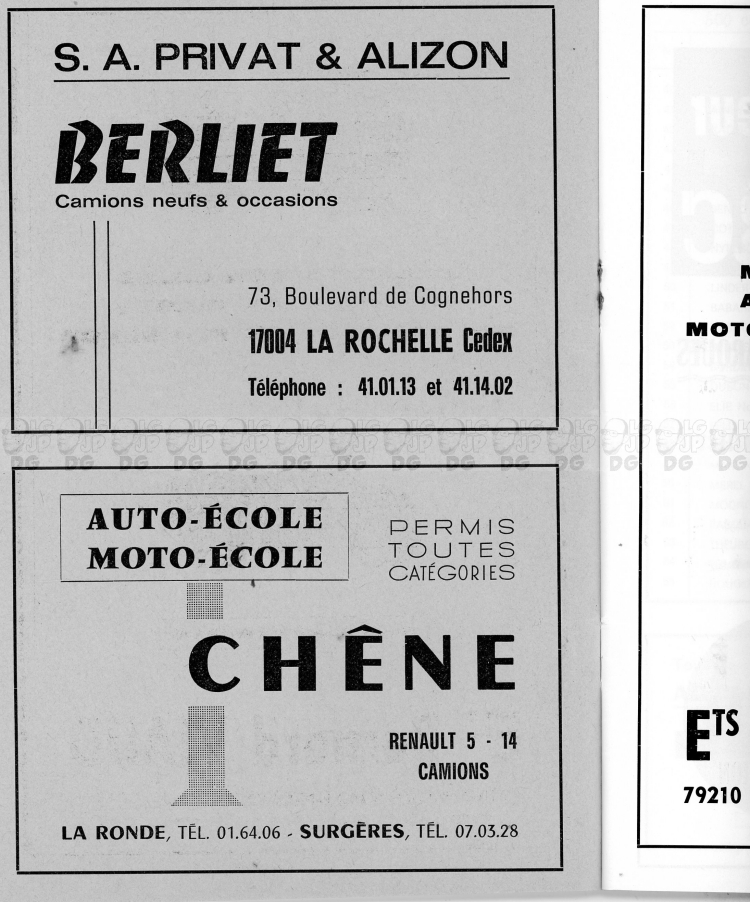 S. A. PRIVAT & ALIZON
BERLIET
Camions neufs & occasions
73, Boulevard de Cognehors
17004 LA ROCHELLE Cedex
Téléphone : 41.01.13 et 41.14.02
AUTO-ÉCOLE
MOTO-ÉCOLE
PERMIS
TOUTES
CATÉGORIES
CHÊNE
RENAULT 5 - 14
CAMIONS
LA RONDE, TÉL. 01.64.06 - SURGÈRES, TÉL. 07.03.28
ETS
79210